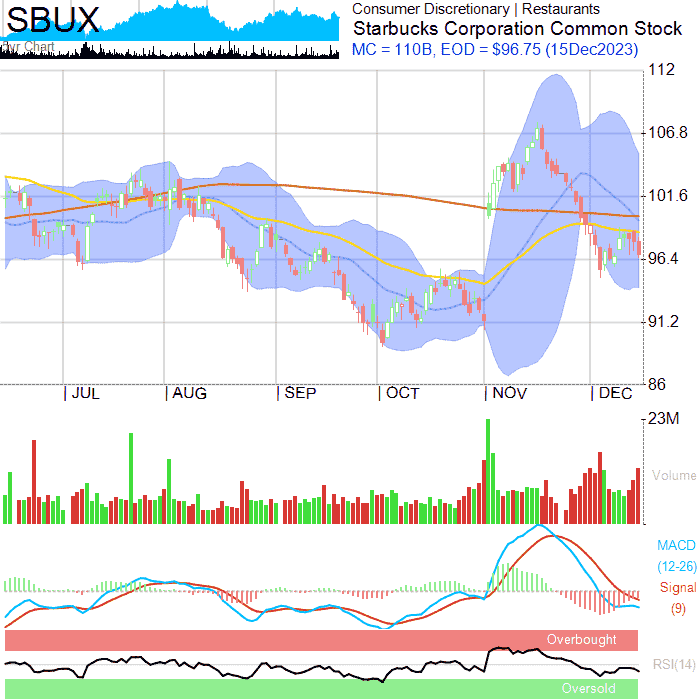 SBUX
5yr Chart
Consumer Discretionary | Restaurants
Starbucks Corporation Common Stock
MC = 110B, EOD = $96.75 (15Dec2023)
112
106.8
101.6
96.4
91.2
86
JUL AUG SEP OCT NOV DEC
23M
Volume
MACD
(12-26)
Signal
(9)
Overbought
RSI(14)
Oversold